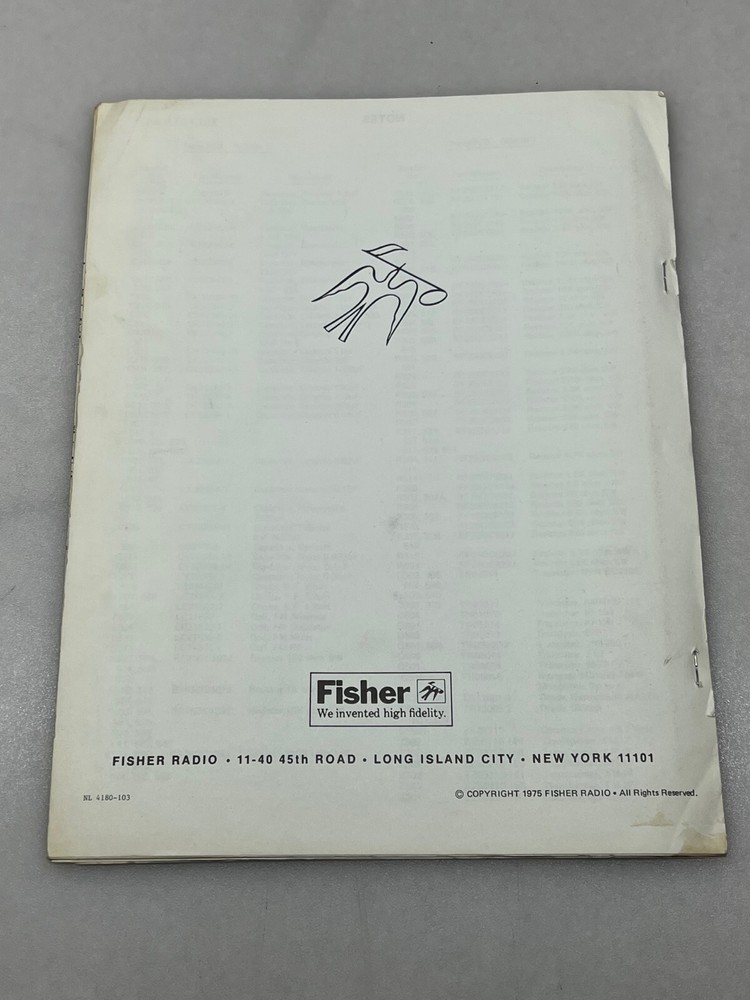 Fisher
We invented high fidelity.
FISHER RADIO • 11-40 45th ROAD • LONG ISLAND CITY • NEW YORK 11101
NL 4180-103
© COPYRIGHT 1975 FISHER RADIO • All Rights Reserved.